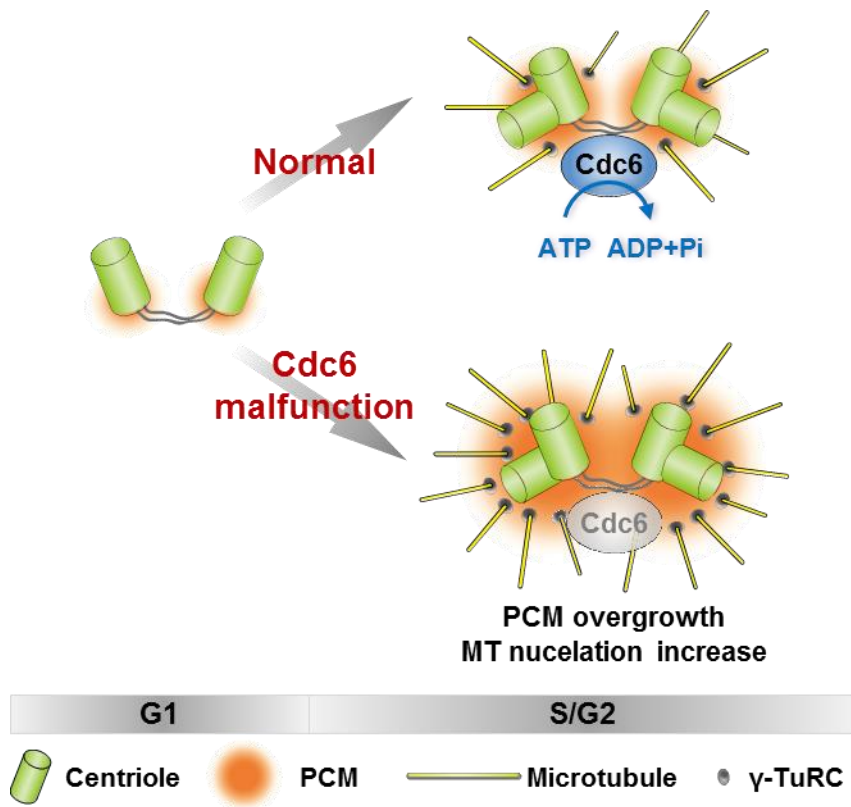 Normal
Cdc6
ATP ADP+Pi
Cdc6
malfunction
Cdc6
PCM overgrowth
MT nucelation increase
G1 S/G2
Centriole PCM Microtubule γ-TuRC